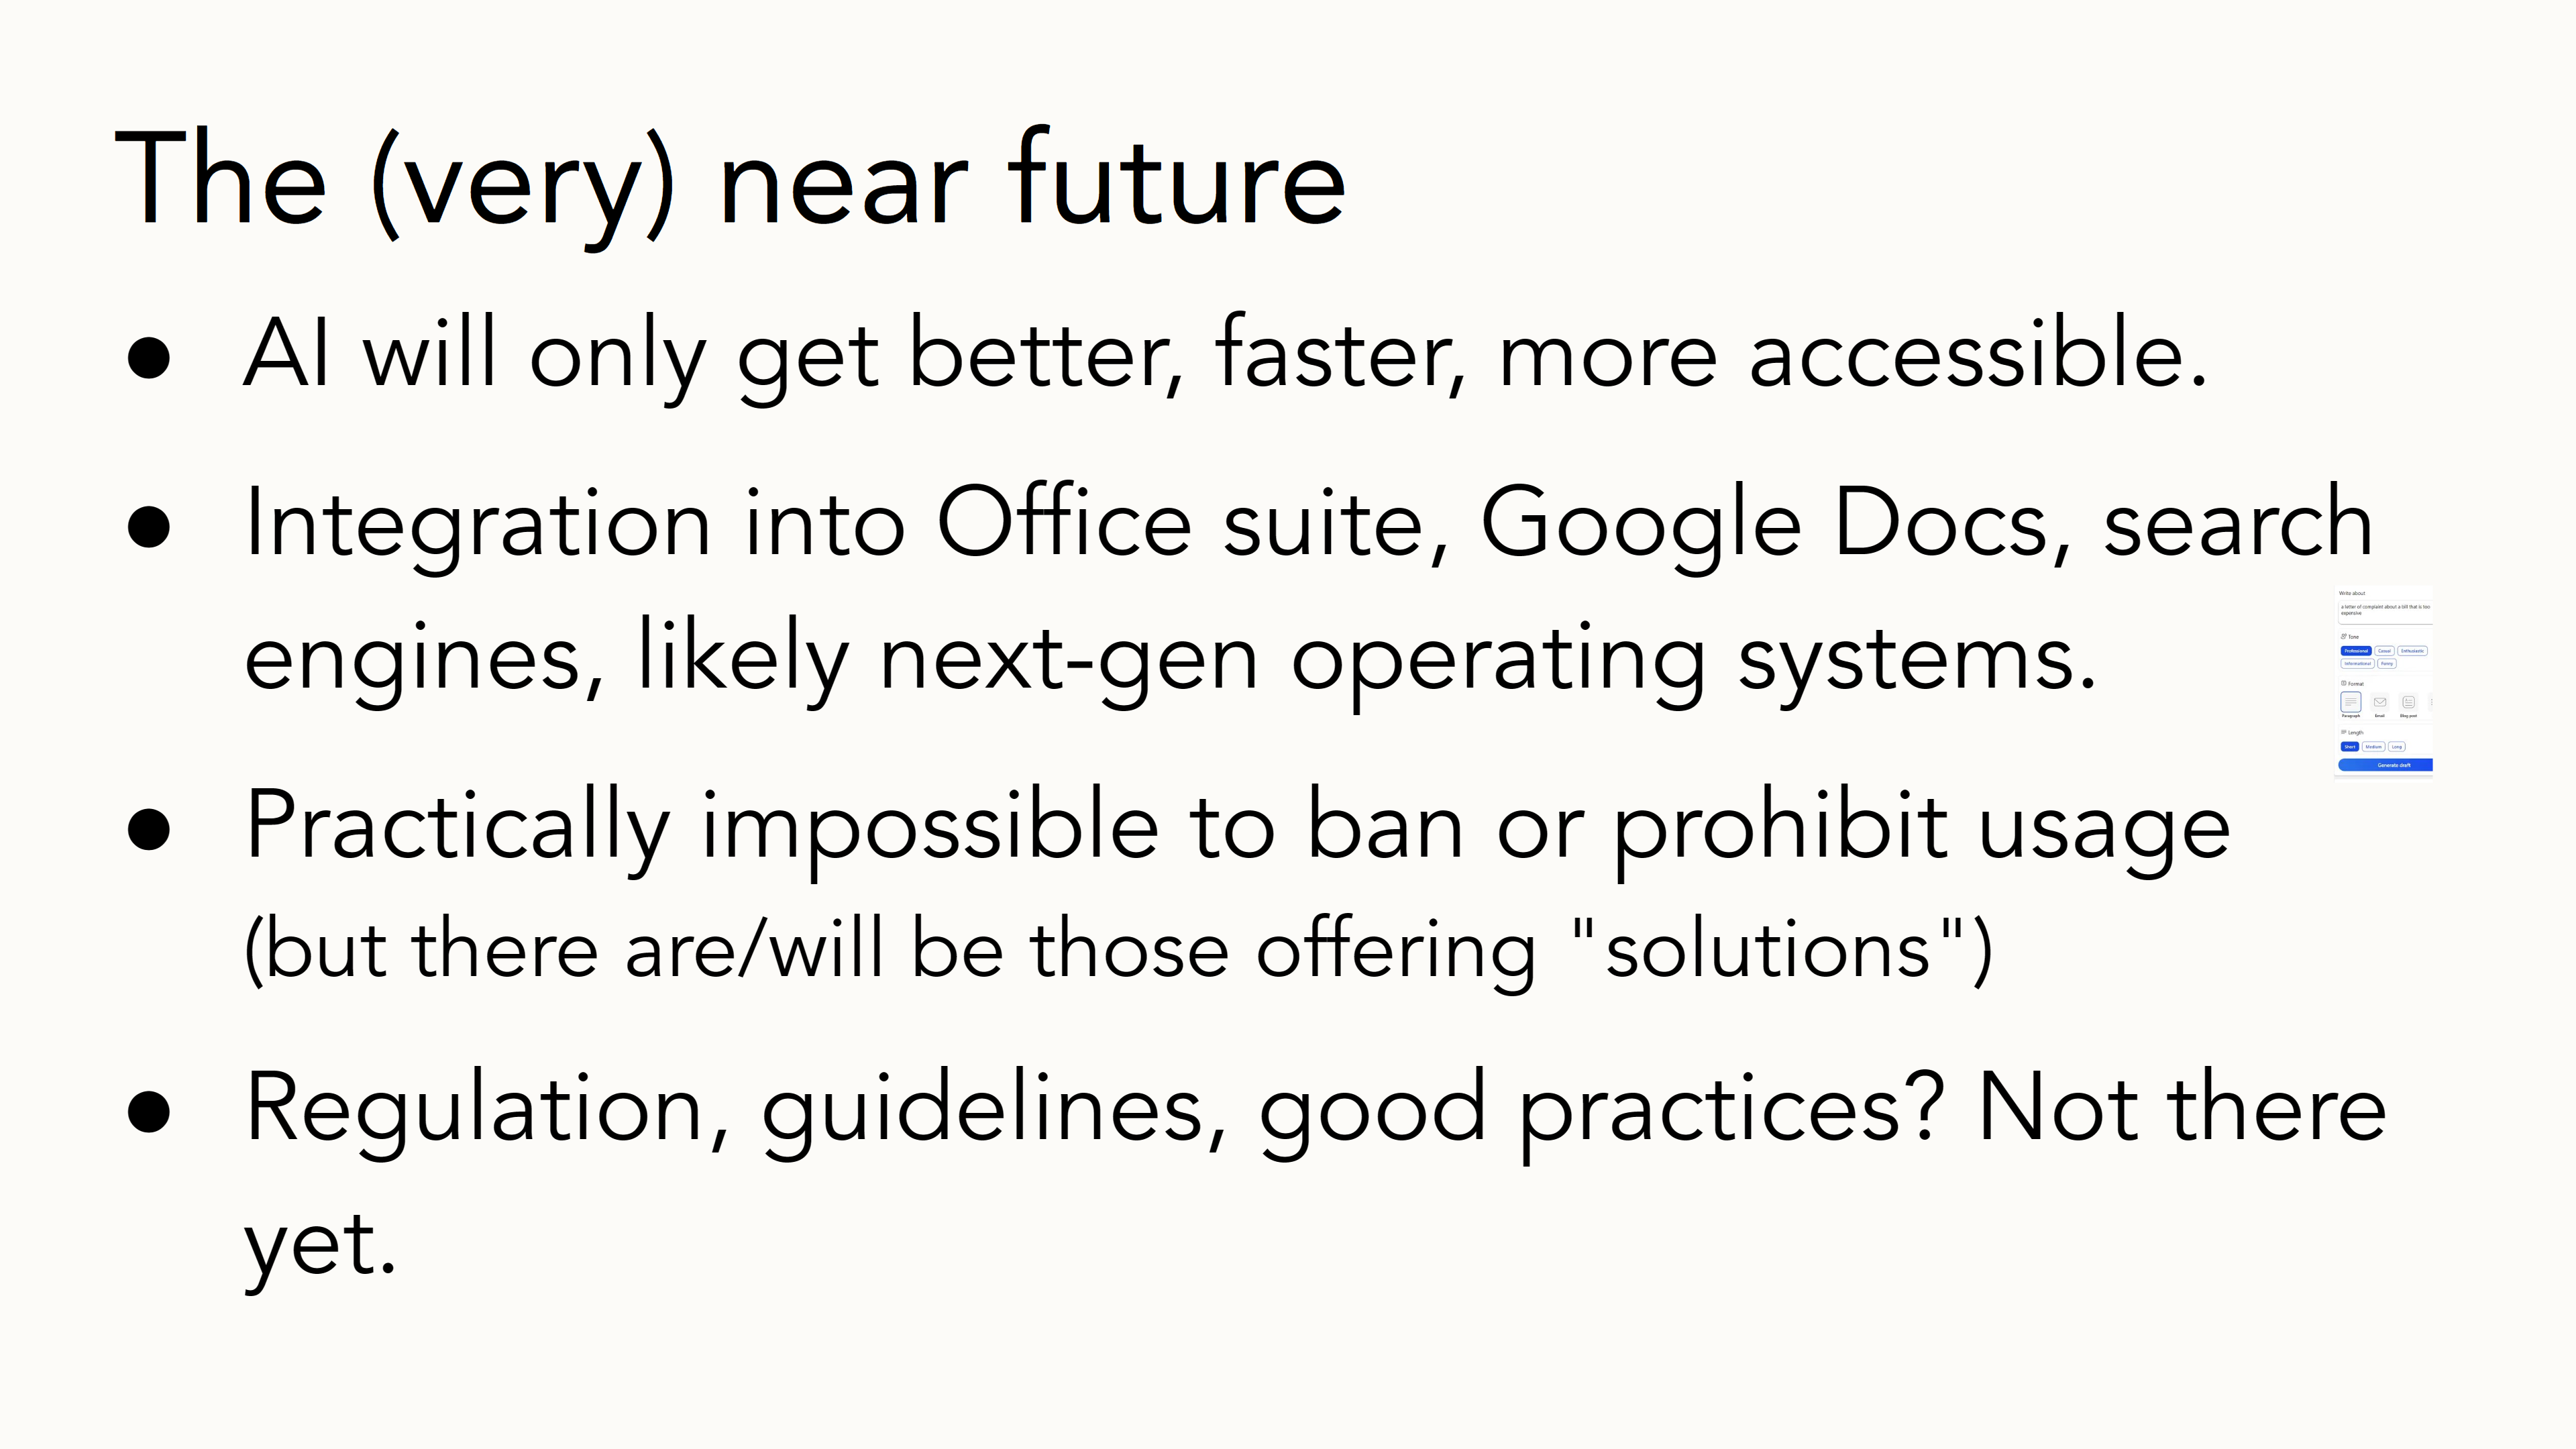 The (very) near future
● AI will only get better, faster, more accessible.
● Integration into Office suite, Google Docs, search
engines, likely next-gen operating systems.
Write about
a letter of complaint about a bill that is too
expensive
Tone
Professional Casual Enthusiastic
Informational Funny
Format
Paragraph Email Blog post
Length
Short Medium Long
Generate draft
● Practically impossible to ban or prohibit usage
(but there are/will be those offering "solutions")
● Regulation, guidelines, good practices? Not there
yet.